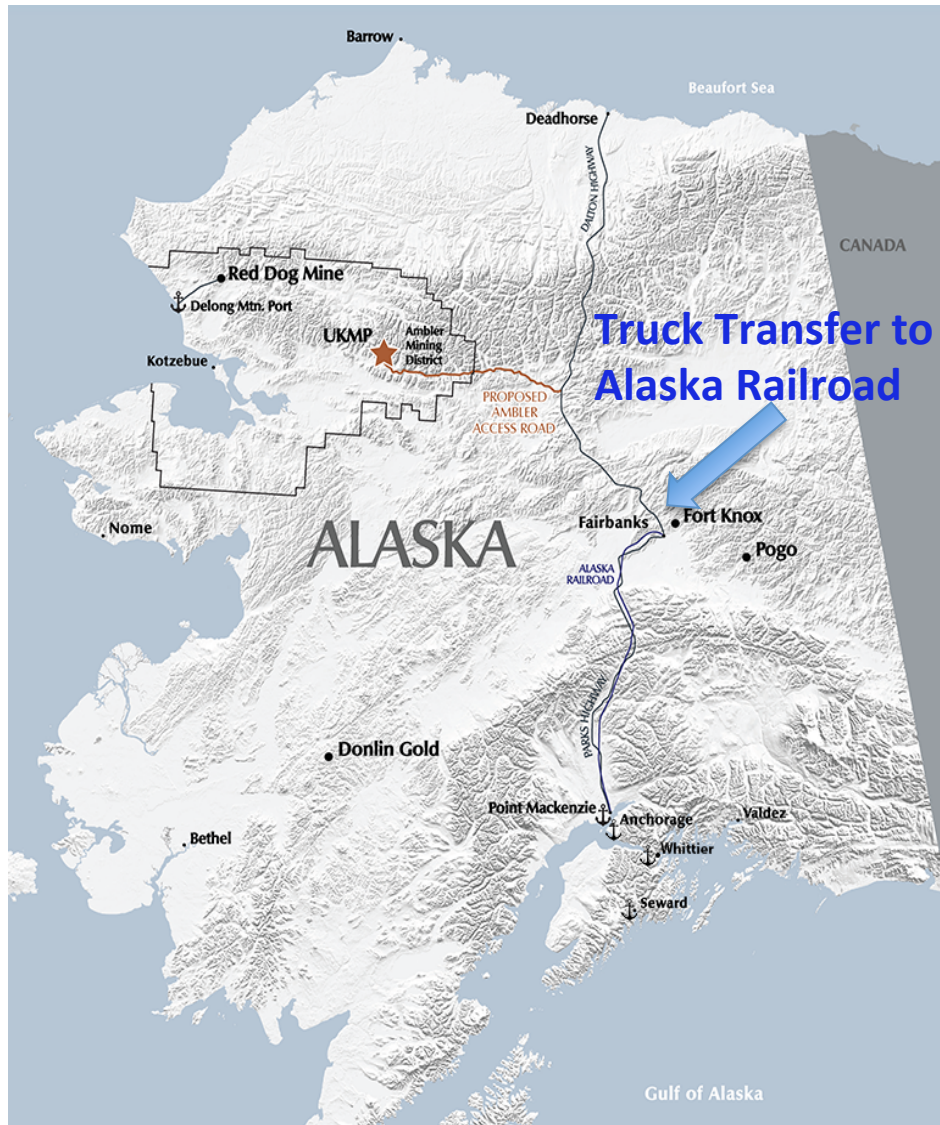 Barrow
Beaufort Sea
Deadhorse
DALTON HIGHWAY
CANADA
Red Dog Mine
Delong Mtn. Port
Truck Transfer to
Alaska Railroad
UKMP
Ambler
Mining
District
Kotzebue
PROPOSED
AMBLER
ACCESS ROAD
Nome
ALASKA
Fairbanks
Fort Knox
Pogo
ALASKA
RAILROAD
PARKS HIGHWAY
Donlin Gold
Point Mackenzie
Anchorage
Valdez
Bethel
Whittier
Seward
Gulf of Alaska